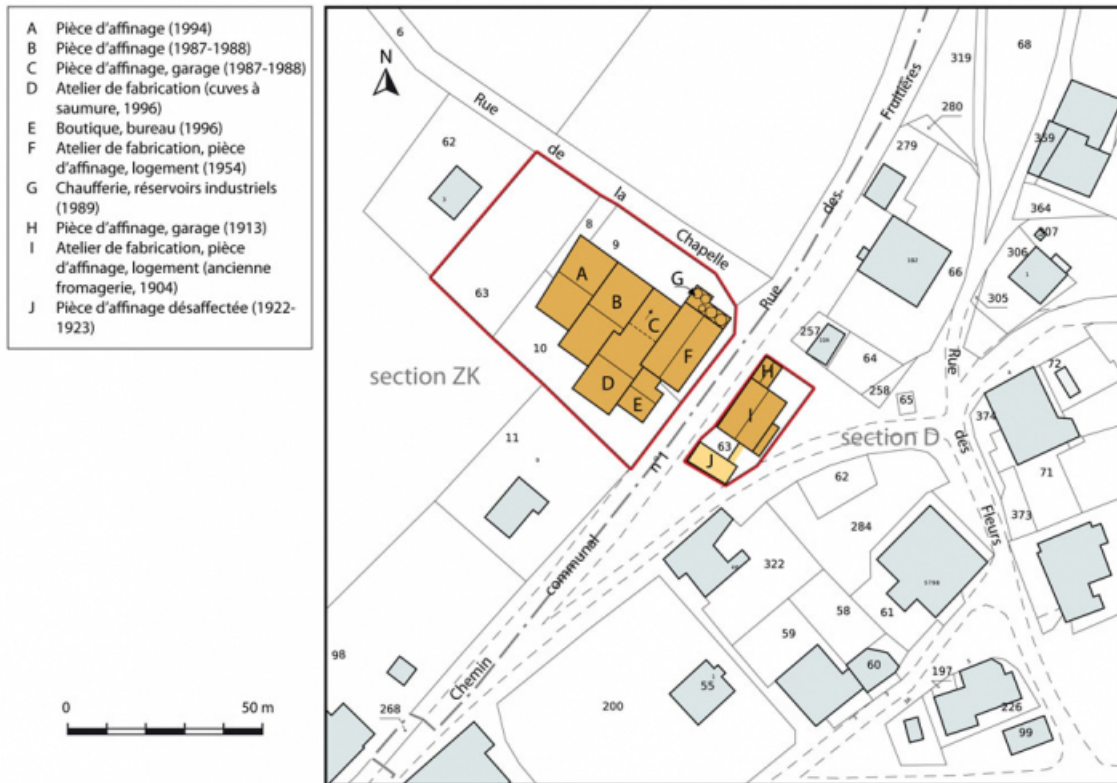 A Pièce d'affinage (1994)
B Pièce d'affinage (1987-1988)
C Pièce d'affinage, garage (1987-1988)
D Atelier de fabrication (cuves à
saumure, 1996)
E Boutique, bureau (1996)
F Atelier de fabrication, pièce
d'affinage, logement (1954)
G Chaufferie, réservoirs industriels
(1989)
H Pièce d'affinage, garage (1913)
I Atelier de fabrication, pièce
d'affinage, logement (ancienne
fromagerie, 1904)
J Pièce d'affinage désaffectée (1922-
1923)
0 50 m
N
6
Rue de la Chapelle
62
8
9
63
10
11
A
B
C
D
E
F
G
section ZK
Rue des Fruitières
Chemin communal n°1
H
I
63
J
section D
319
68
280
279
359
364
307
306
305
66
257
64
258
65
72
374
71
373
Rue des Fleurs
62
284
322
58
61
59
60
55
200
197
226
99
98
268